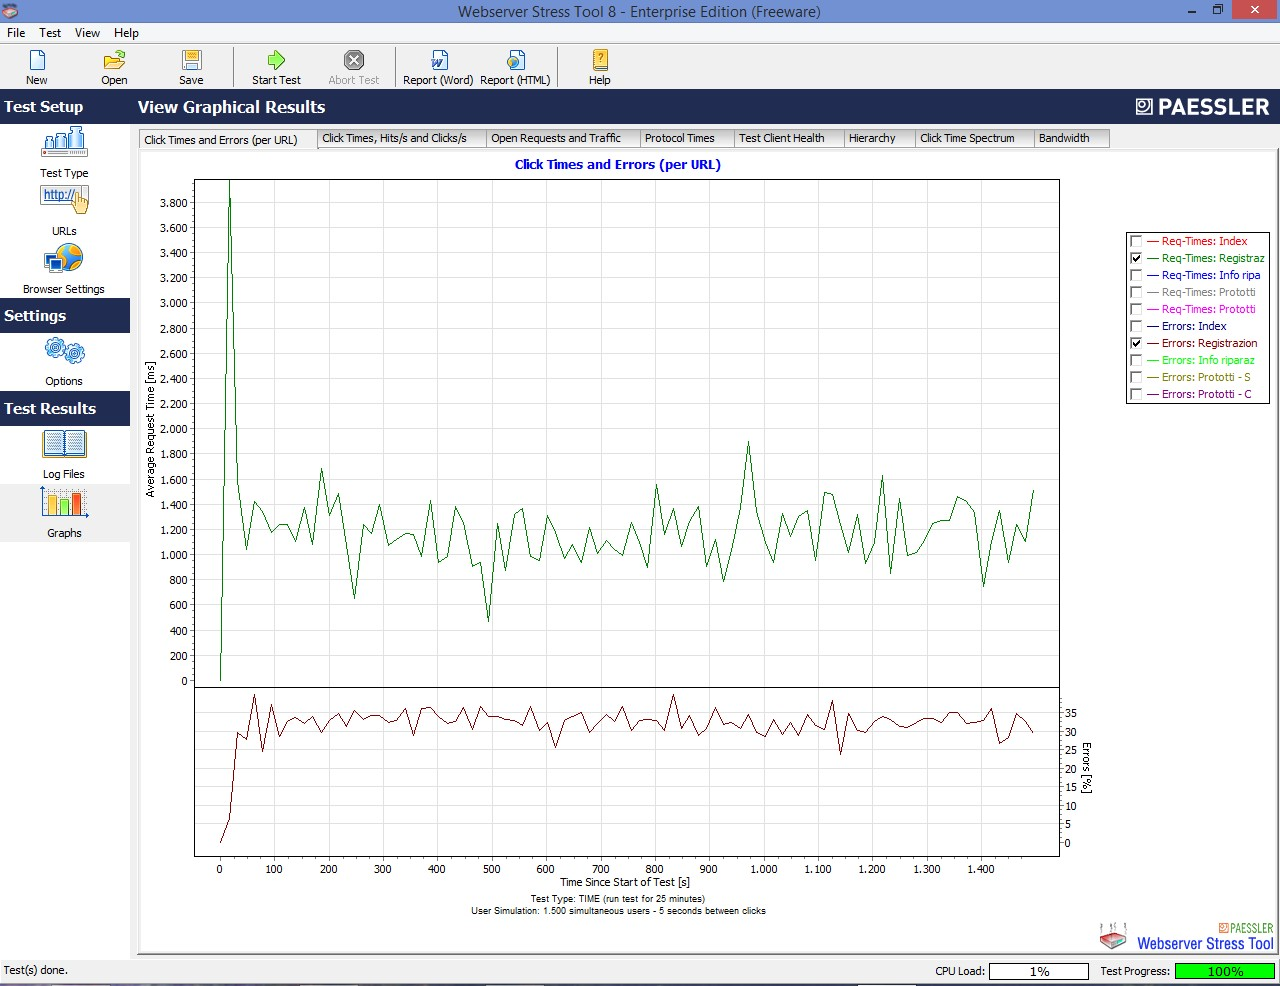 Webserver Stress Tool 8 - Enterprise Edition (Freeware)
File Test View Help
New Open Save Start Test Abort Test Report (Word) Report (HTML) Help
Test Setup
View Graphical Results
PAESSLER
Test Type
http://
URLs
Browser Settings
Settings
Options
Test Results
Log Files
Graphs
Click Times and Errors (per URL) Click Times, Hits/s and Clicks/s Open Requests and Traffic Protocol Times Test Client Health Hierarchy Click Time Spectrum Bandwidth
Click Times and Errors (per URL)
Average Request Time [ms]
3.800
3.600
3.400
3.200
3.000
2.800
2.600
2.400
2.200
2.000
1.800
1.600
1.400
1.200
1.000
800
600
400
200
0
35
30
25
20
15
10
5
0
Errors [%]
0 100 200 300 400 500 600 700 800 900 1.000 1.100 1.200 1.300 1.400
Time Since Start of Test [s]
Test Type: TIME (run test for 25 minutes)
User Simulation: 1.500 simultaneous users - 5 seconds between clicks
Req-Times: Index
Req-Times: Registraz
Req-Times: Info ripa
Req-Times: Prototti
Req-Times: Prototti
Errors: Index
Errors: Registrazion
Errors: Info riparaz
Errors: Prototti - S
Errors: Prototti - C
PAESSLER
Webserver Stress Tool
Test(s) done.
CPU Load: 1% Test Progress: 100%